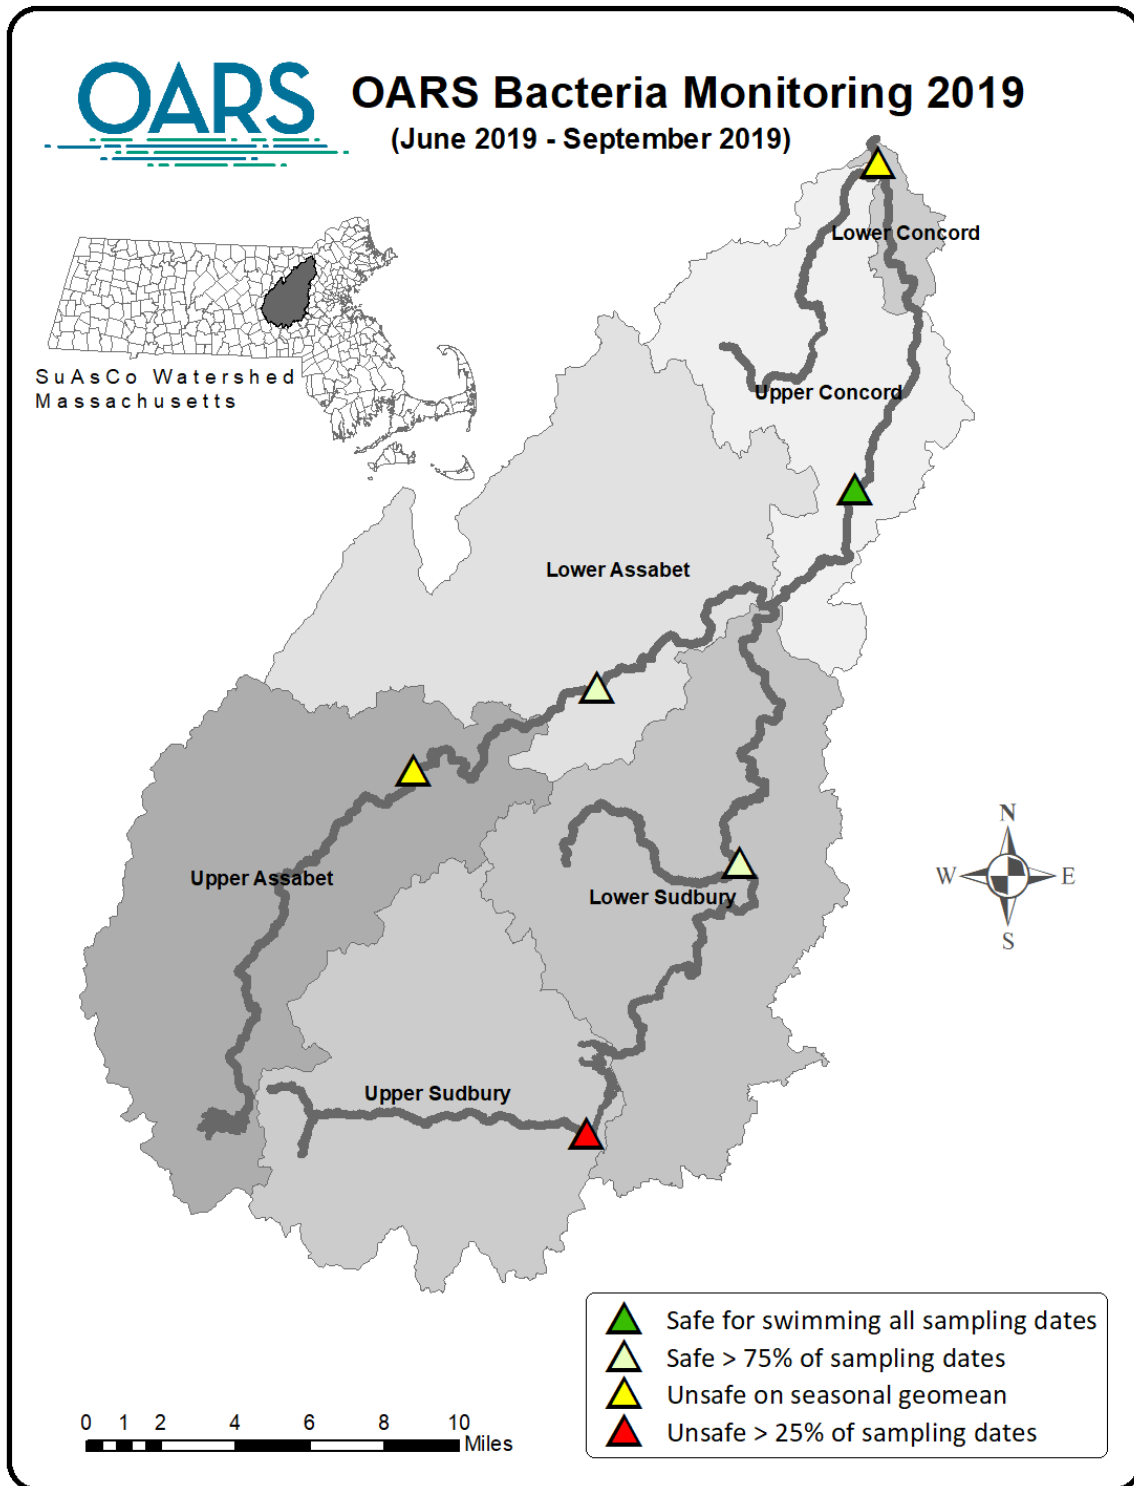 OARS
OARS Bacteria Monitoring 2019
(June 2019 - September 2019)
Lower Concord
SuAsCo Watershed
Massachusetts
Upper Concord
Lower Assabet
Upper Assabet
Lower Sudbury
Upper Sudbury
N
W E
S
Safe for swimming all sampling dates
Safe > 75% of sampling dates
Unsafe on seasonal geomean
Unsafe > 25% of sampling dates
0 1 2 4 6 8 10
Miles